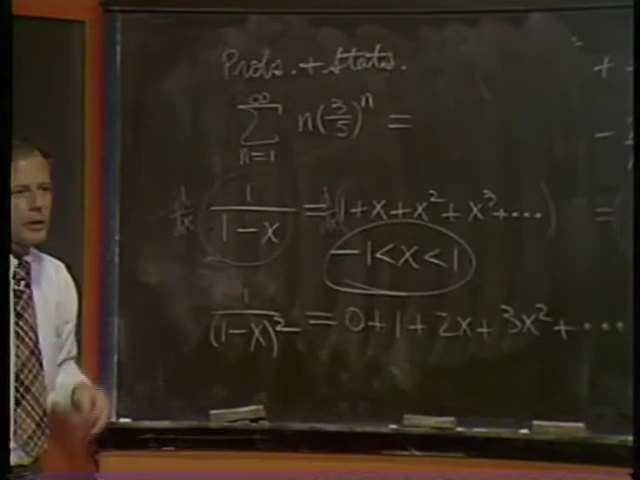 Probs. + Stats.
∞
∑ n(3/5)^n =
n=1
d/dx 1/(1-x) = d/dx(1+x+x²+x³+....)
-1<x<1
1/(1-x)² = 0+1+2x+3x²+....
+
-
=